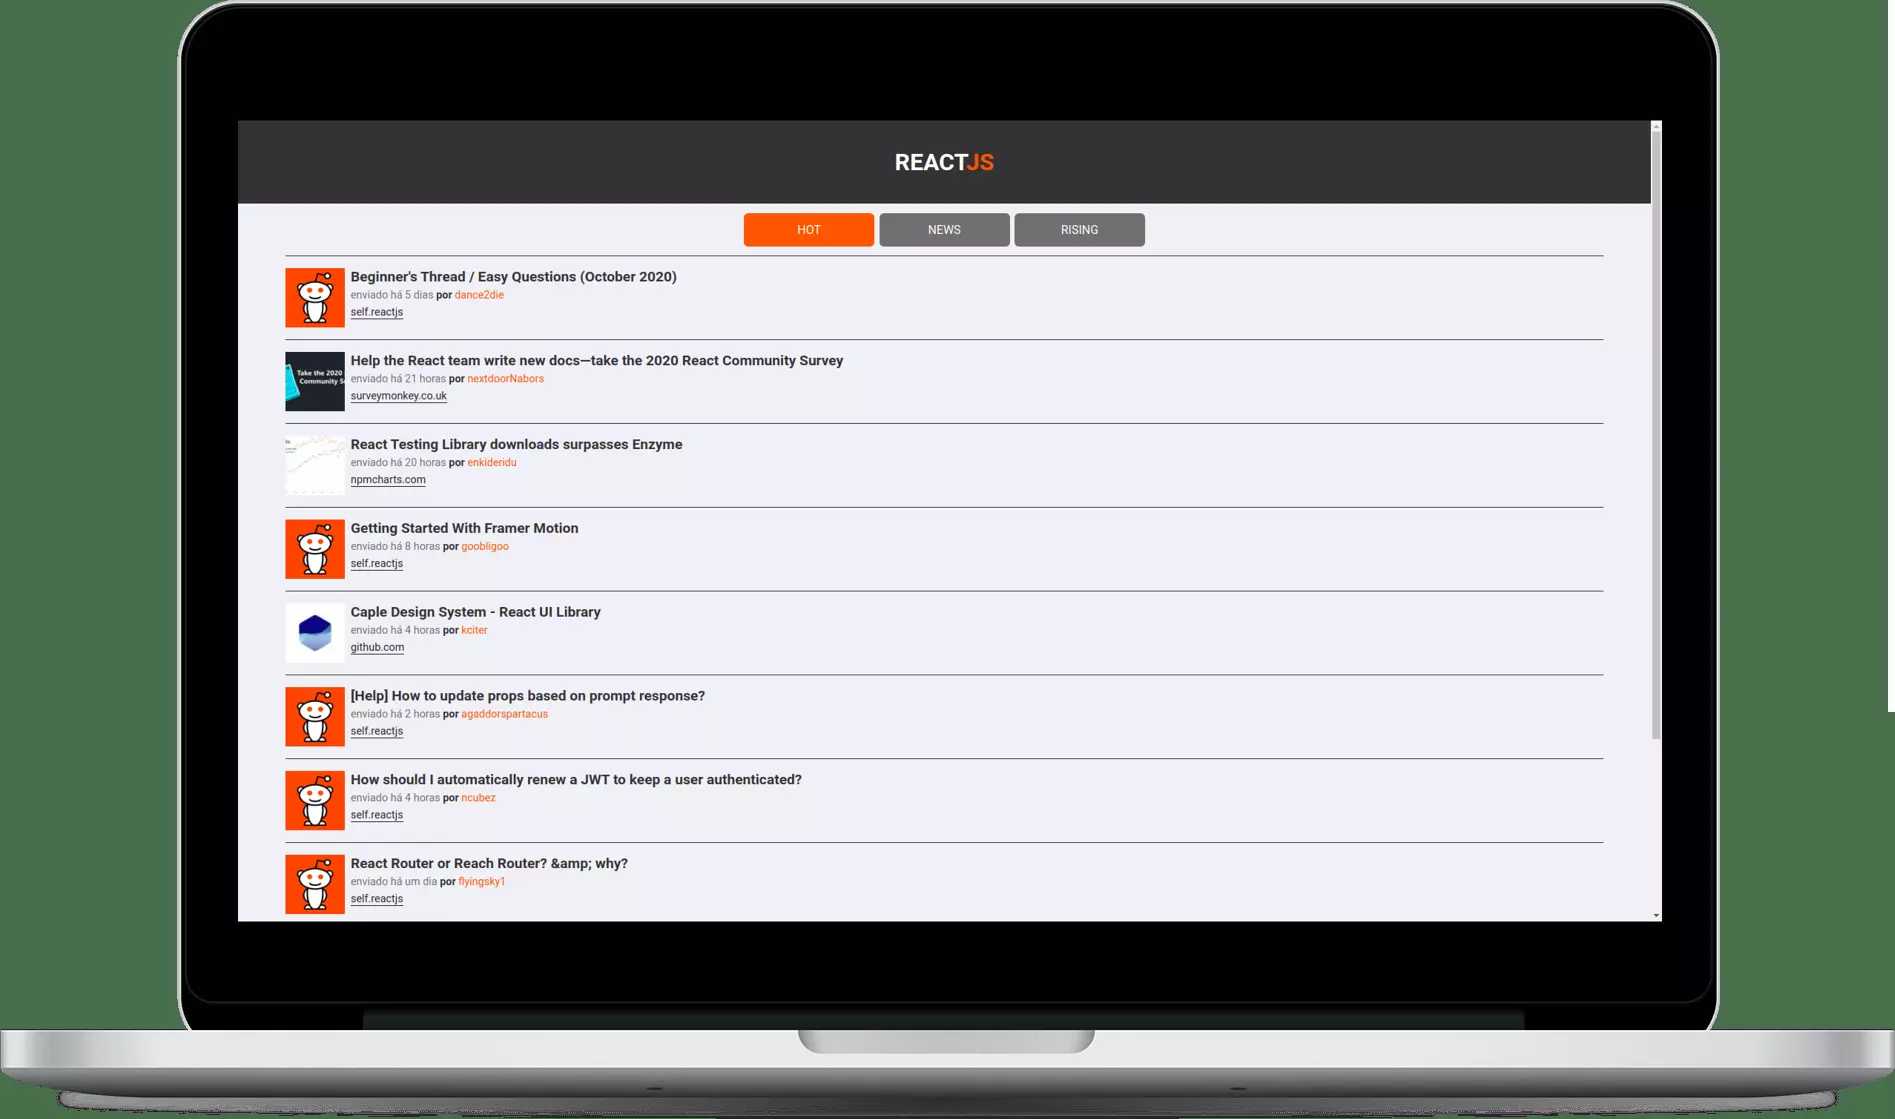 REACTJS
HOT
NEWS
RISING
Beginner's Thread / Easy Questions (October 2020)
enviado há 5 dias por dance2die
self.reactjs
Take the 2020
Community S
Help the React team write new docs—take the 2020 React Community Survey
enviado há 21 horas por nextdoorNabors
surveymonkey.co.uk
React Testing Library downloads surpasses Enzyme
enviado há 20 horas por enkideridu
npmcharts.com
Getting Started With Framer Motion
enviado há 8 horas por goobligoo
self.reactjs
Caple Design System - React UI Library
enviado há 4 horas por kciter
github.com
[Help] How to update props based on prompt response?
enviado há 2 horas por agaddorspartacus
self.reactjs
How should I automatically renew a JWT to keep a user authenticated?
enviado há 4 horas por ncubez
self.reactjs
React Router or Reach Router? &amp; why?
enviado há um dia por flyingsky1
self.reactjs